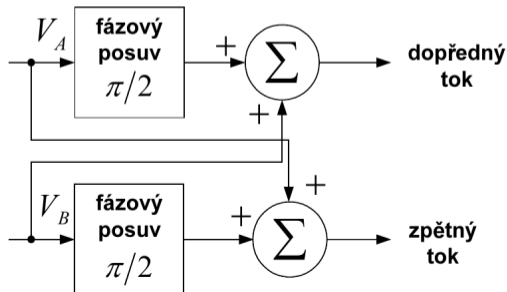 V_A
fázový
posuv
π/2
+
Σ
+
dopředný
tok
V_B
fázový
posuv
π/2
+
+
Σ
zpětný
tok